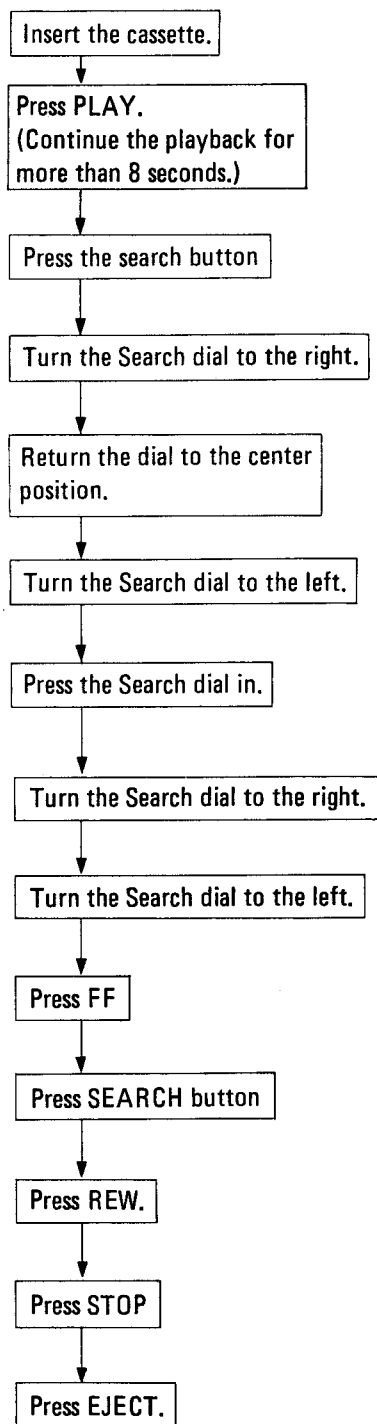 Insert the cassette.
Press PLAY.
(Continue the playback for
more than 8 seconds.)
Press the search button
Turn the Search dial to the right.
Return the dial to the center
position.
Turn the Search dial to the left.
Press the Search dial in.
Turn the Search dial to the right.
Turn the Search dial to the left.
Press FF
Press SEARCH button
Press REW.
Press STOP
Press EJECT.